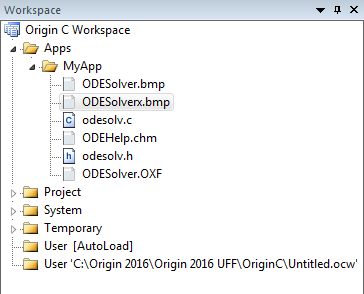 Workspace
Origin C Workspace
Apps
MyApp
ODESolver.bmp
ODESolverx.bmp
odesolv.c
ODEHelp.chm
odesolv.h
ODESolver.OXF
Project
System
Temporary
User [AutoLoad]
User 'C:\Origin 2016\Origin 2016 UFF\OriginC\Untitled.ocw'